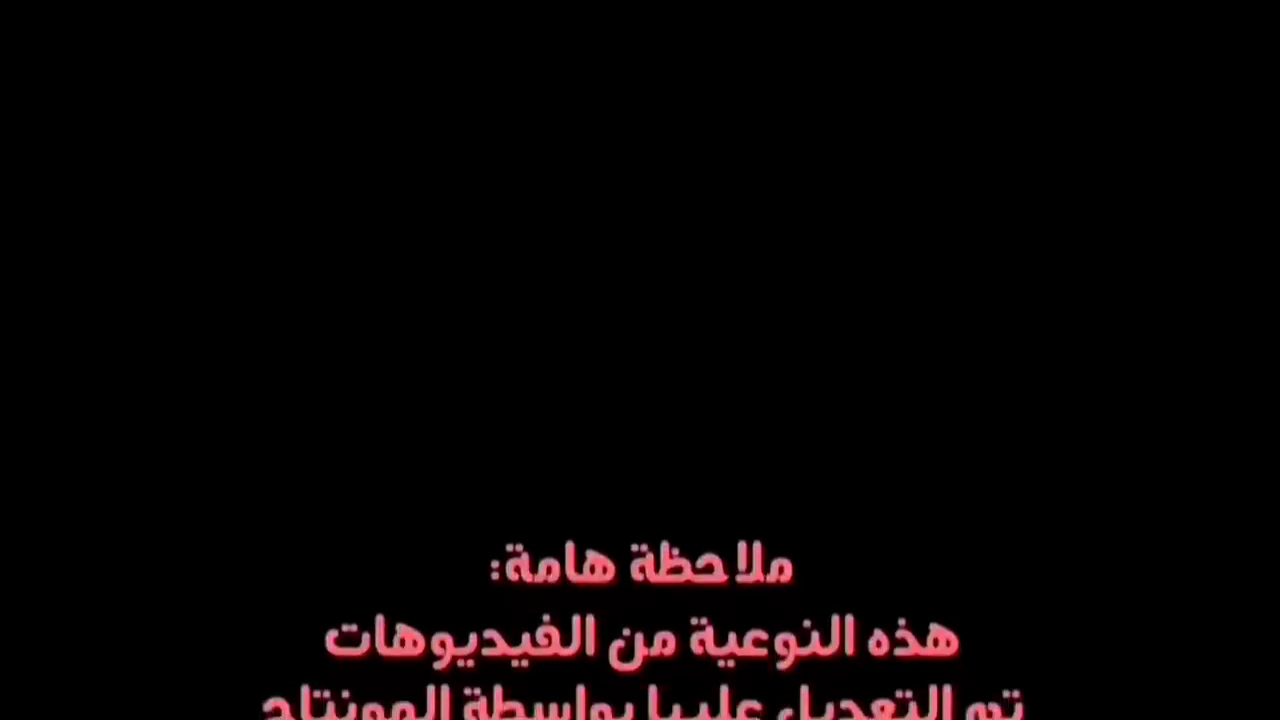 ملاحظة هامة:
هذه النوعية من الفيديوهات
تم التعديل عليها بواسطة المونتاج